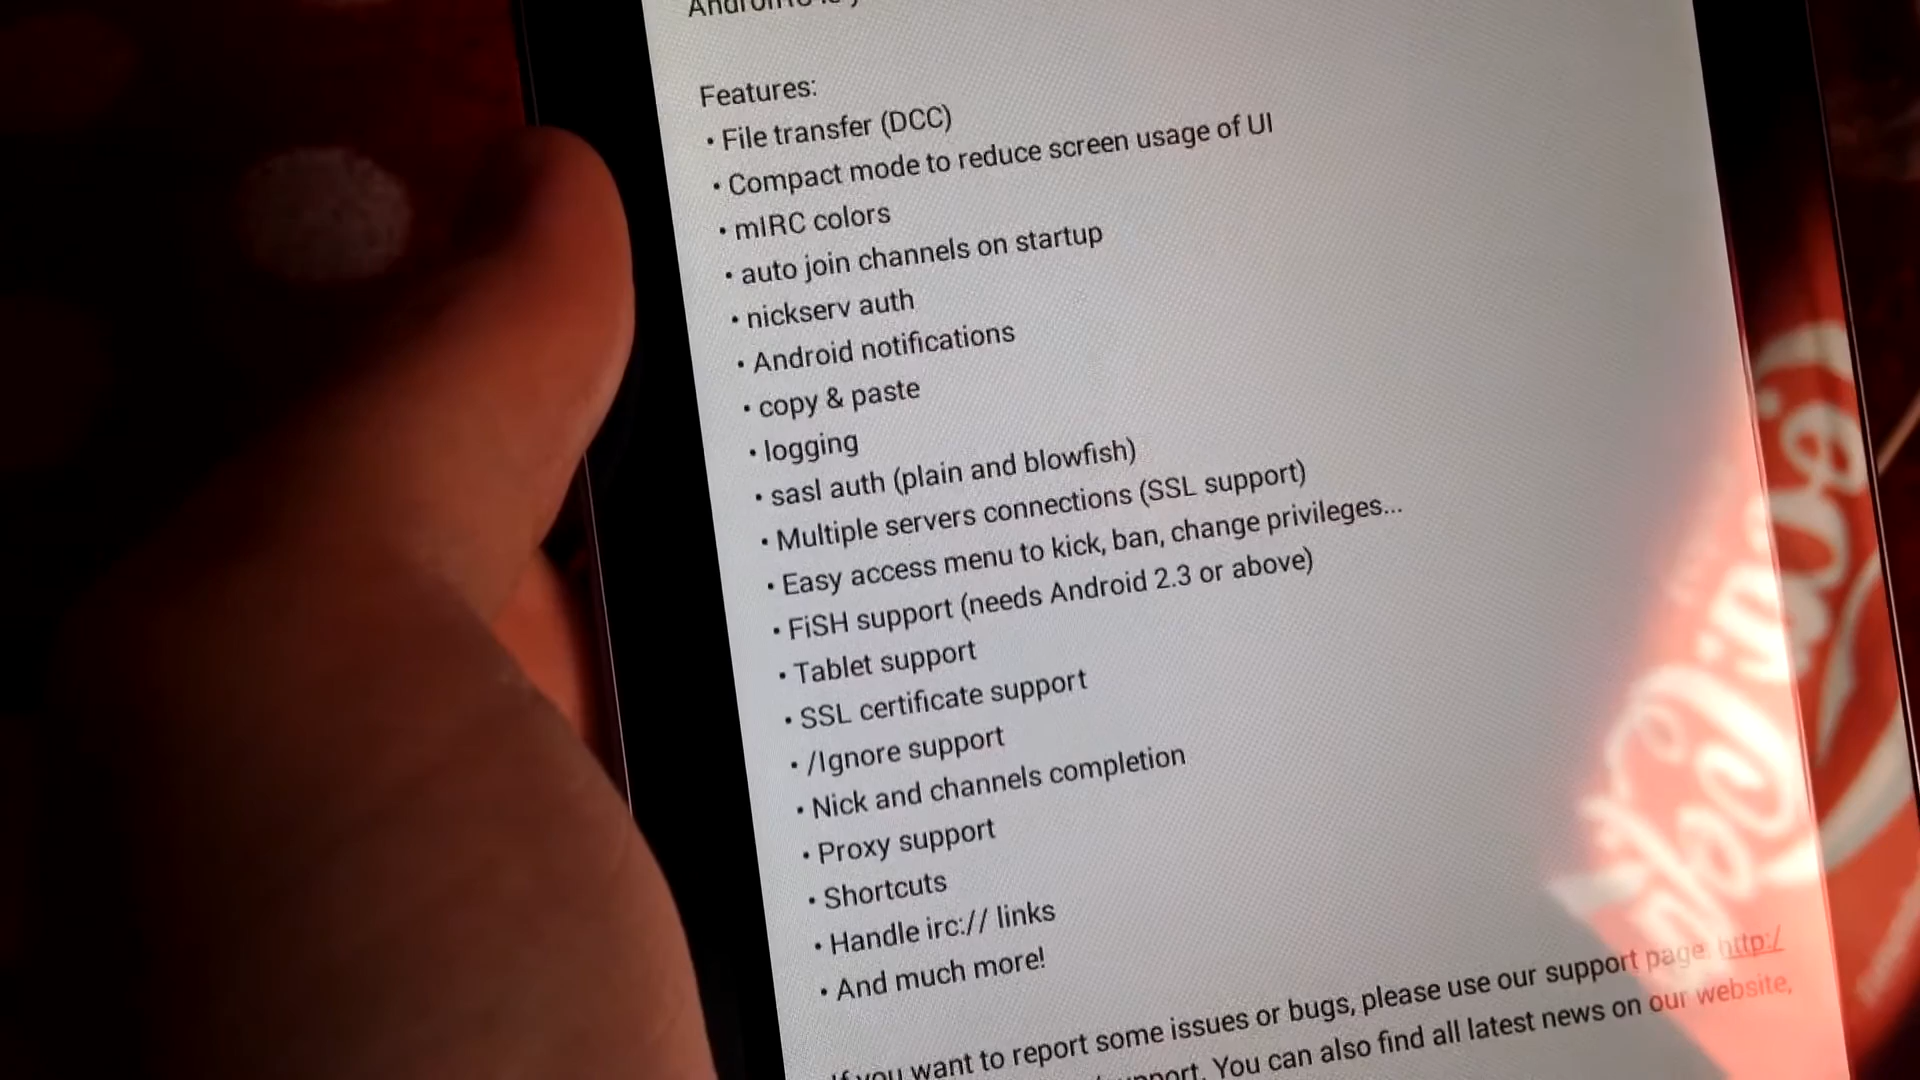 Features:
• File transfer (DCC)
• Compact mode to reduce screen usage of UI
• mIRC colors
• auto join channels on startup
• nickserv auth
• Android notifications
• copy & paste
• logging
• sasl auth (plain and blowfish)
• Multiple servers connections (SSL support)
• Easy access menu to kick, ban, change privileges...
• FiSH support (needs Android 2.3 or above)
• Tablet support
• SSL certificate support
• /Ignore support
• Nick and channels completion
• Proxy support
• Shortcuts
• Handle irc:// links
• And much more!
If you want to report some issues or bugs, please use our support page http:/
You can also find all latest news on our website,
Coca-Cola